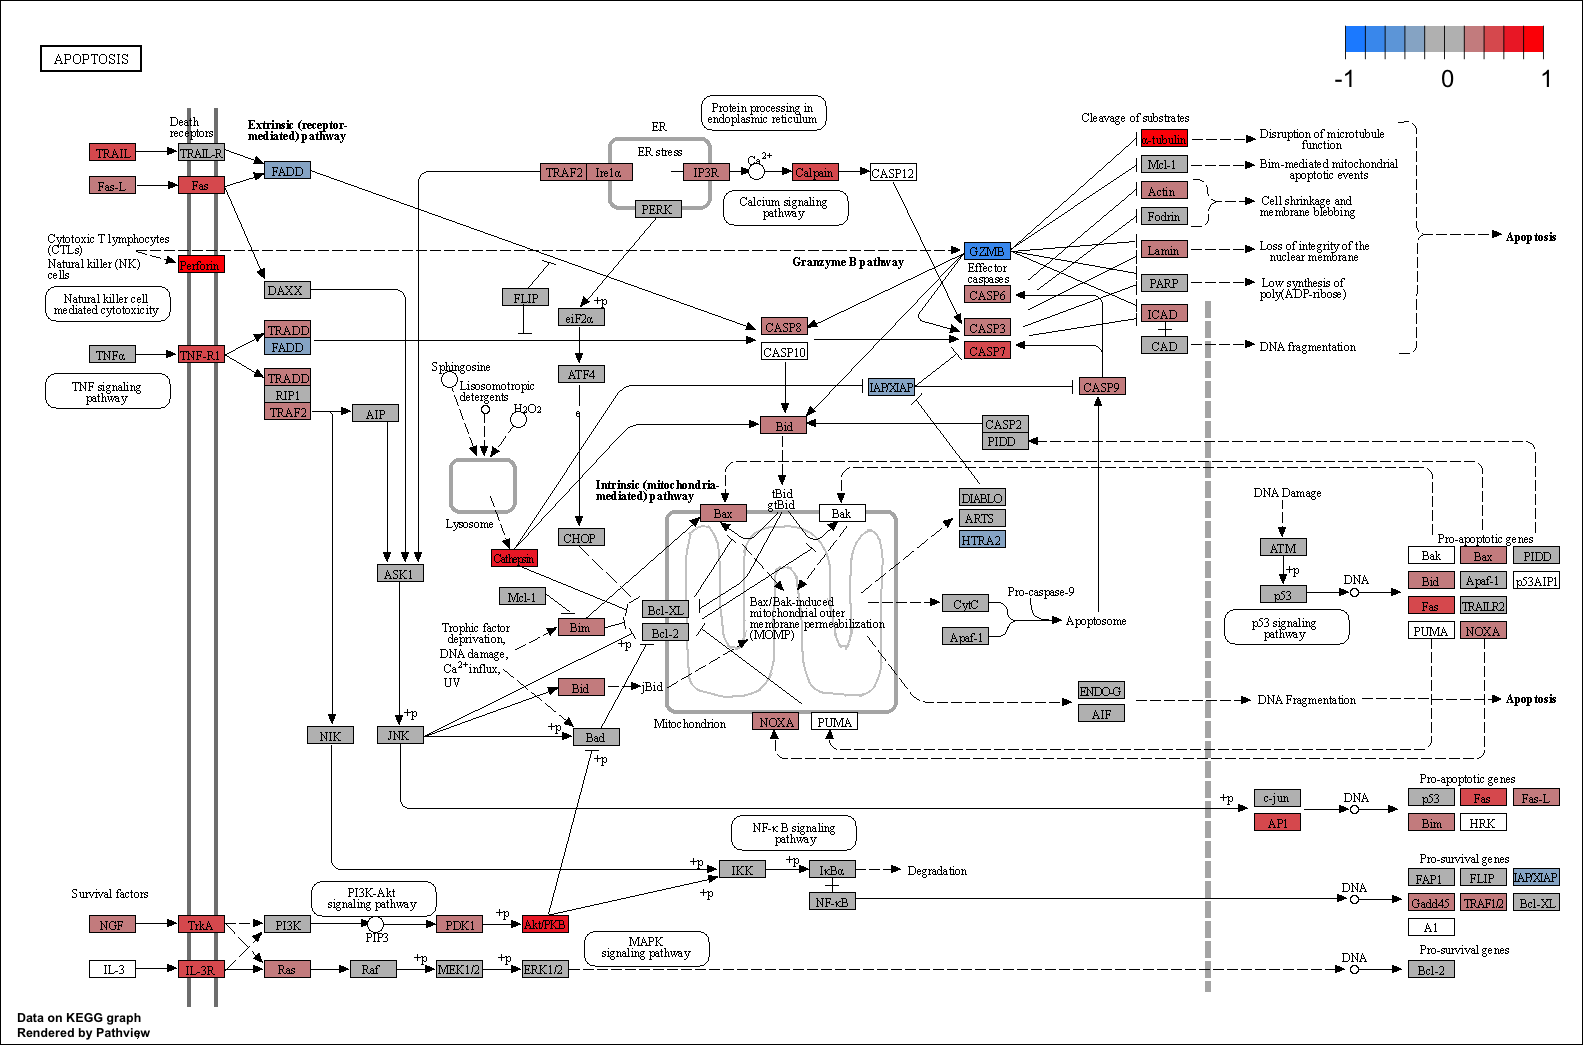 APOPTOSIS
-1
0
1
Death
receptors
Extrinsic (receptor-
mediated) pathway
TRAIL
TRAIL-R
FADD
Fas-L
Fas
Cytotoxic T lymphocytes
(CTLs)
Natural killer (NK)
cells
Perforin
Natural killer cell
mediated cytotoxicity
DAXX
TNFα
TNF-R1
TRADD
FADD
TRADD
RIP1
TRAF2
AIP
TNF signaling
pathway
Protein processing in
endoplasmic reticulum
ER
ER stress
TRAF2
Ire1α
IP3R
Ca2+
Calpain
CASP12
PERK
Calcium signaling
pathway
Granzyme B pathway
GZMB
Effector
caspases
CASP6
CASP3
CASP7
FLIP
+p
eiF2α
ATF4
e
CHOP
CASP8
CASP10
IAP/XIAP
CASP9
Cleavage of substrates
α-tubulin
Mcl-1
Actin
Fodrin
Lamin
PARP
ICAD
CAD
Disruption of microtubule
function
Bim-mediated mitochondrial
apoptotic events
Cell shrinkage and
membrane blebbing
Loss of integrity of the
nuclear membrane
Low synthesis of
poly(ADP-ribose)
DNA fragmentation
Apoptosis
Sphingosine
Lisosomotropic
detergents
H2O2
Lysosome
Cathepsin
Bid
CASP2
PIDD
Intrinsic (mitochondria-
mediated) pathway
tBid
gtBid
Bax
Bak
DIABLO
ARTS
HTRA2
ASK1
Mcl-1
Bcl-XL
Bcl-2
Bim
+p
Trophic factor
deprivation,
DNA damage,
Ca2+ influx,
UV
Bid
jBid
Bax/Bak-induced
mitochondrial outer
membrane permeabilization
(MOMP)
CytC
Apaf-1
Pro-caspase-9
Apoptosome
Mitochondrion
NOXA
PUMA
ENDO-G
AIF
DNA Fragmentation
Apoptosis
DNA Damage
ATM
+p
p53
DNA
p53 signaling
pathway
Pro-apoptotic genes
Bak
Bax
PIDD
Bid
Apaf-1
p53AIP1
Fas
TRAILR2
PUMA
NOXA
NIK
JNK
+p
+p
Bad
+p
+p
c-jun
AP1
DNA
Pro-apoptotic genes
p53
Fas
Fas-L
Bim
HRK
NF-κB signaling
pathway
+p
IKK
+p
IκBα
Degradation
+p
NF-κB
DNA
Pro-survival genes
FAP1
FLIP
IAP/XIAP
Gadd45
TRAF1/2
Bcl-XL
A1
Survival factors
PI3K-Akt
signaling pathway
NGF
TrkA
PI3K
PIP3
PDK1
+p
Akt/PKB
MAPK
signaling pathway
IL-3
IL-3R
Ras
Raf
+p
MEK1/2
+p
ERK1/2
DNA
Pro-survival genes
Bcl-2
Data on KEGG graph
Rendered by Pathview